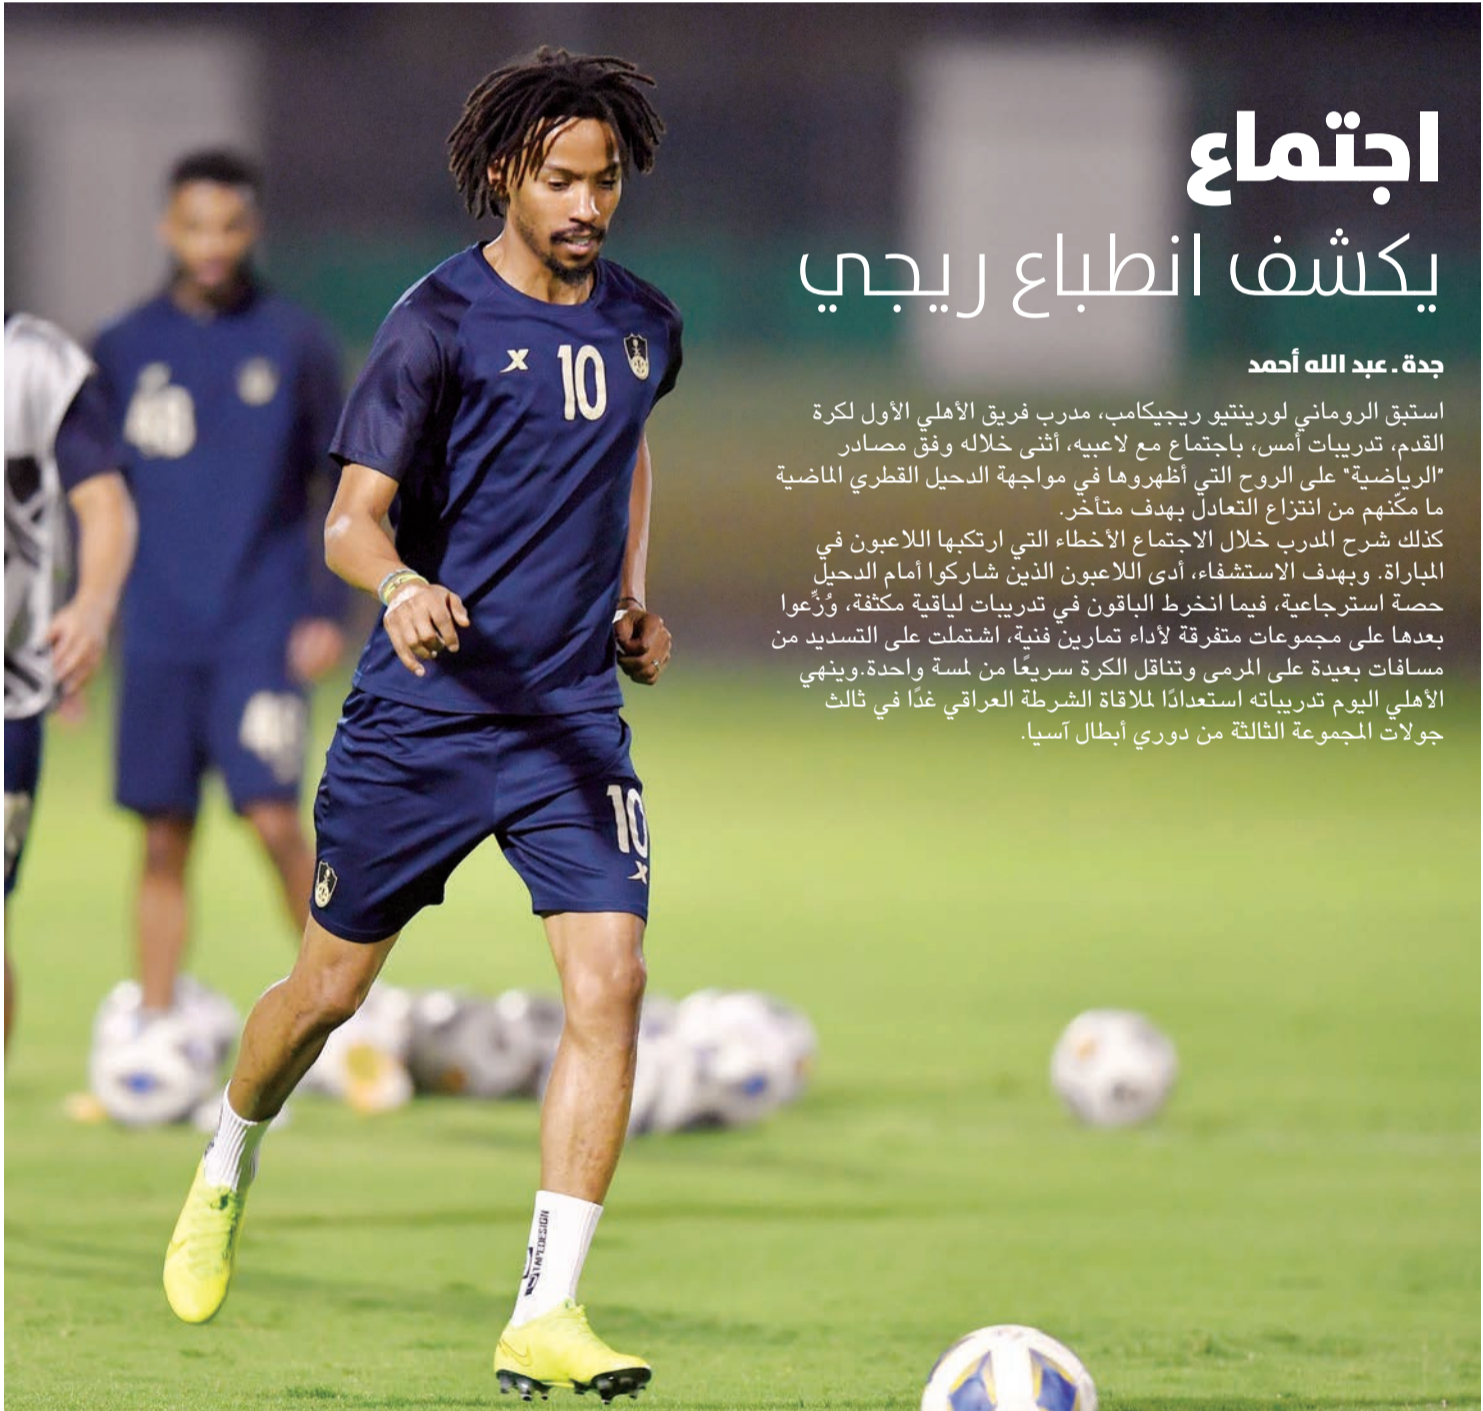 اجتماع
يكشف انطباع ريجي
جدة ـ عبد الله أحمد
استبق الروماني لورينتيو ريجيكامب، مدرب فريق الأهلي الأول لكرة
القدم، تدريبات أمس، باجتماع مع لاعبيه، أثنى خلاله وفق مصادر
"الرياضية" على الروح التي أظهروها في مواجهة الدحيل القطري الماضية
ما مكّنهم من انتزاع التعادل بهدف متأخر.
كذلك شرح المدرب خلال الاجتماع الأخطاء التي ارتكبها اللاعبون في
المباراة. وبهدف الاستشفاء، أدى اللاعبون الذين شاركوا أمام الدحيل
حصة استرجاعية، فيما انخرط الباقون في تدريبات لياقية مكثفة، وُزِّعوا
بعدها على مجموعات متفرقة لأداء تمارين فنية، اشتملت على التسديد من
مسافات بعيدة على المرمى وتناقل الكرة سريعًا من لمسة واحدة.وينهي
الأهلي اليوم تدريباته استعدادًا لملاقاة الشرطة العراقي غدًا في ثالث
جولات المجموعة الثالثة من دوري أبطال آسيا.
10
10
TAPEDESIGN